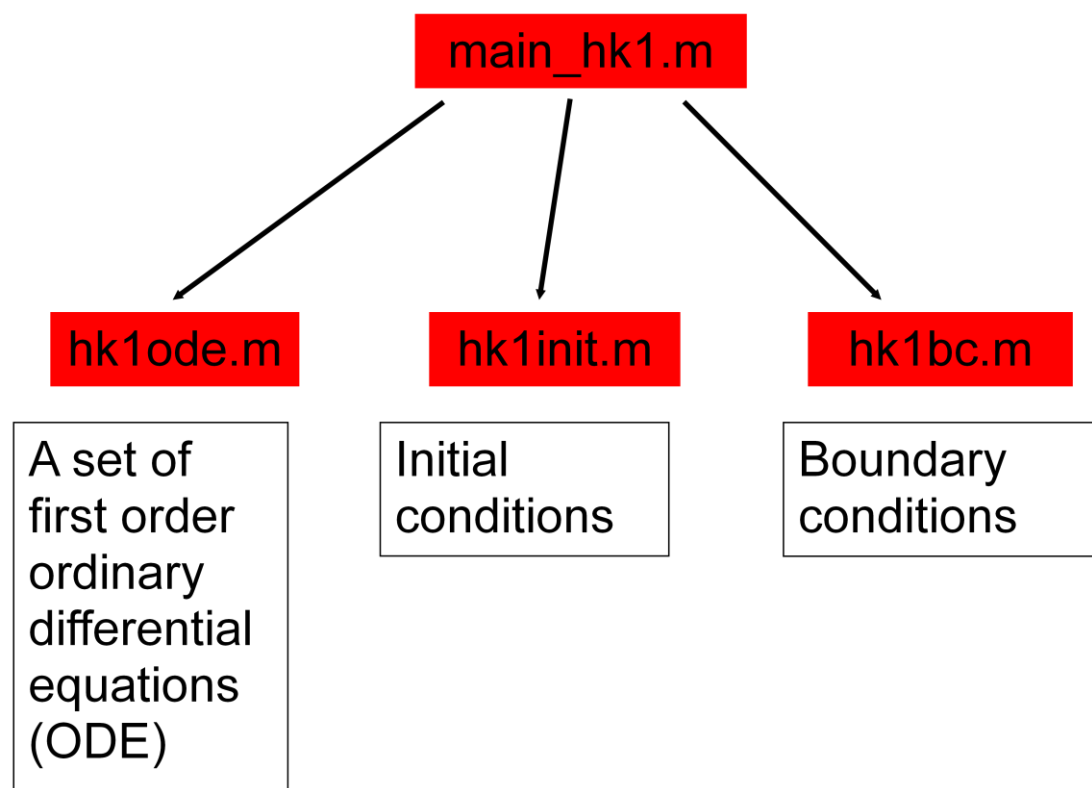 main_hk1.m
hk1ode.m
hk1init.m
hk1bc.m
A set of
first order
ordinary
differential
equations
(ODE)
Initial
conditions
Boundary
conditions